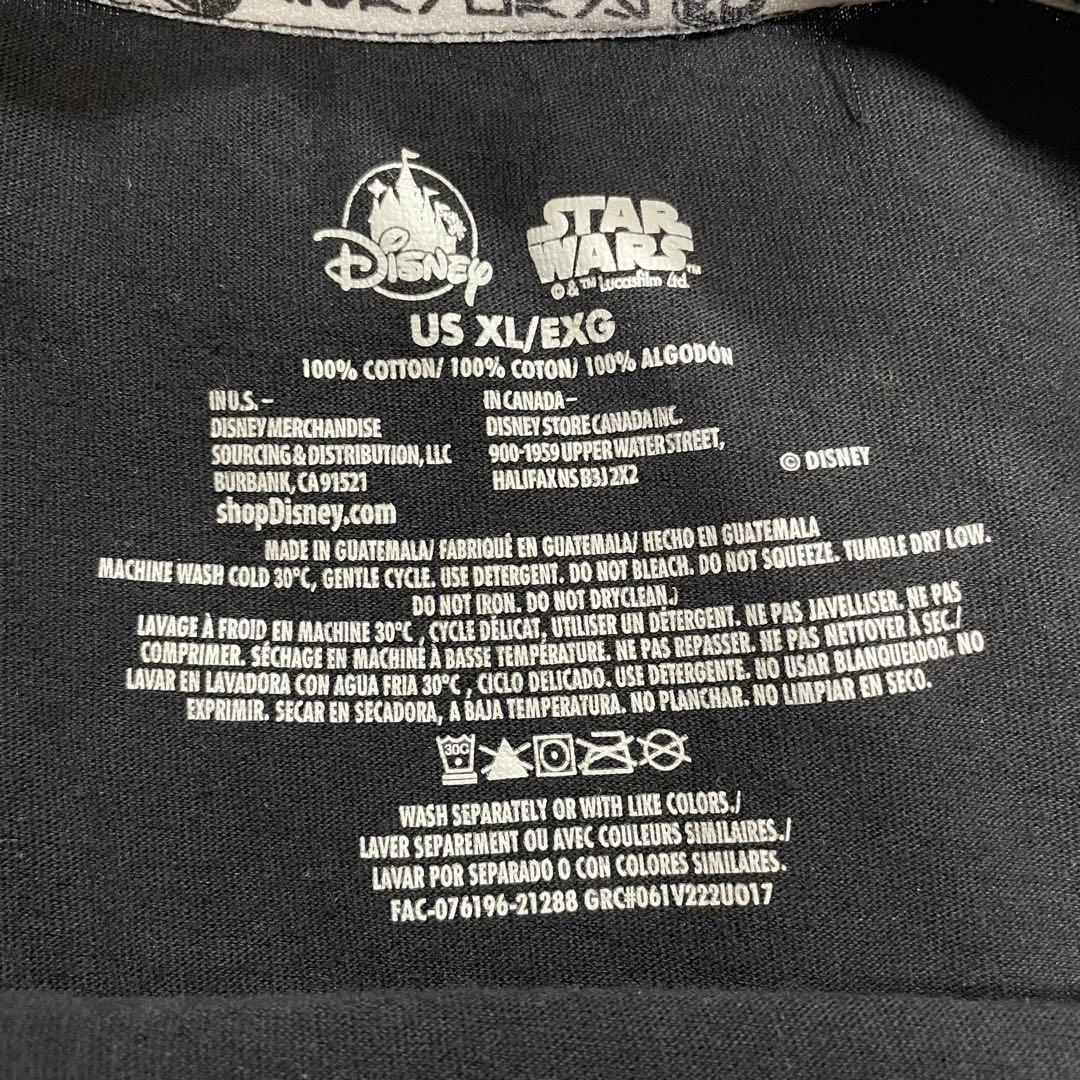 Disney
STAR
WARS™
© & ™ Lucasfilm Ltd.
US XL/EXG
100% COTTON/ 100% COTON/ 100% ALGODÓN
IN U.S. –
DISNEY MERCHANDISE
SOURCING & DISTRIBUTION, LLC
BURBANK, CA 91521
shopDisney.com
IN CANADA –
DISNEY STORE CANADA INC.
900-1959 UPPER WATER STREET,
HALIFAX NS B3J 2X2
© DISNEY
MADE IN GUATEMALA/ FABRIQUÉ EN GUATEMALA/ HECHO EN GUATEMALA
MACHINE WASH COLD 30°C, GENTLE CYCLE. USE DETERGENT. DO NOT BLEACH. DO NOT SQUEEZE. TUMBLE DRY LOW.
DO NOT IRON. DO NOT DRYCLEAN.)
LAVAGE À FROID EN MACHINE 30°C , CYCLE DÉLICAT, UTILISER UN DÉTERGENT. NE PAS JAVELLISER. NE PAS
COMPRIMER. SÉCHAGE EN MACHINE À BASSE TEMPÉRATURE. NE PAS REPASSER. NE PAS NETTOYER À SEC./
LAVAR EN LAVADORA CON AGUA FRIA 30°C , CICLO DELICADO. USE DETERGENTE. NO USAR BLANQUEADOR. NO
EXPRIMIR. SECAR EN SECADORA, A BAJA TEMPERATURA. NO PLANCHAR. NO LIMPIAR EN SECO.
30C
WASH SEPARATELY OR WITH LIKE COLORS./
LAVER SEPAREMENT OU AVEC COULEURS SIMILAIRES./
LAVAR POR SEPARADO O CON COLORES SIMILARES.
FAC-076196-21288 GRC#061V222U017